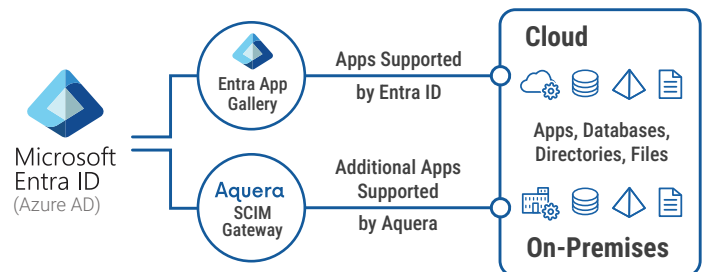 Microsoft
Entra ID
(Azure AD)
Entra App
Gallery
Apps Supported
by Entra ID
Aquera
SCIM
Gateway
Additional Apps
Supported
by Aquera
Cloud
Apps, Databases,
Directories, Files
On-Premises